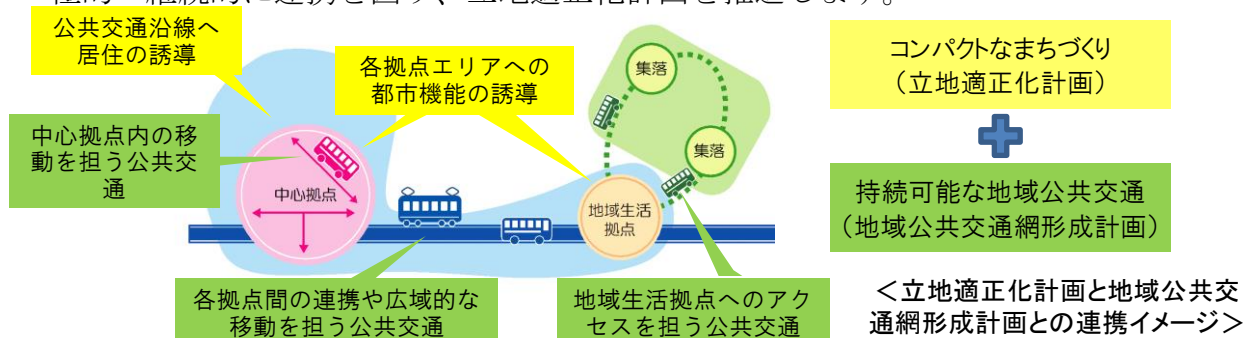 公共交通沿線へ
居住の誘導
各拠点エリアへの
都市機能の誘導
中心拠点内の移
動を担う公共交
通
中心拠点
集落
集落
地域生活
拠点
各拠点間の連携や広域的な
移動を担う公共交通
地域生活拠点へのアク
セスを担う公共交通
コンパクトなまちづくり
（立地適正化計画）
持続可能な地域公共交通
（地域公共交通網形成計画）
＜立地適正化計画と地域公共交
通網形成計画との連携イメージ＞